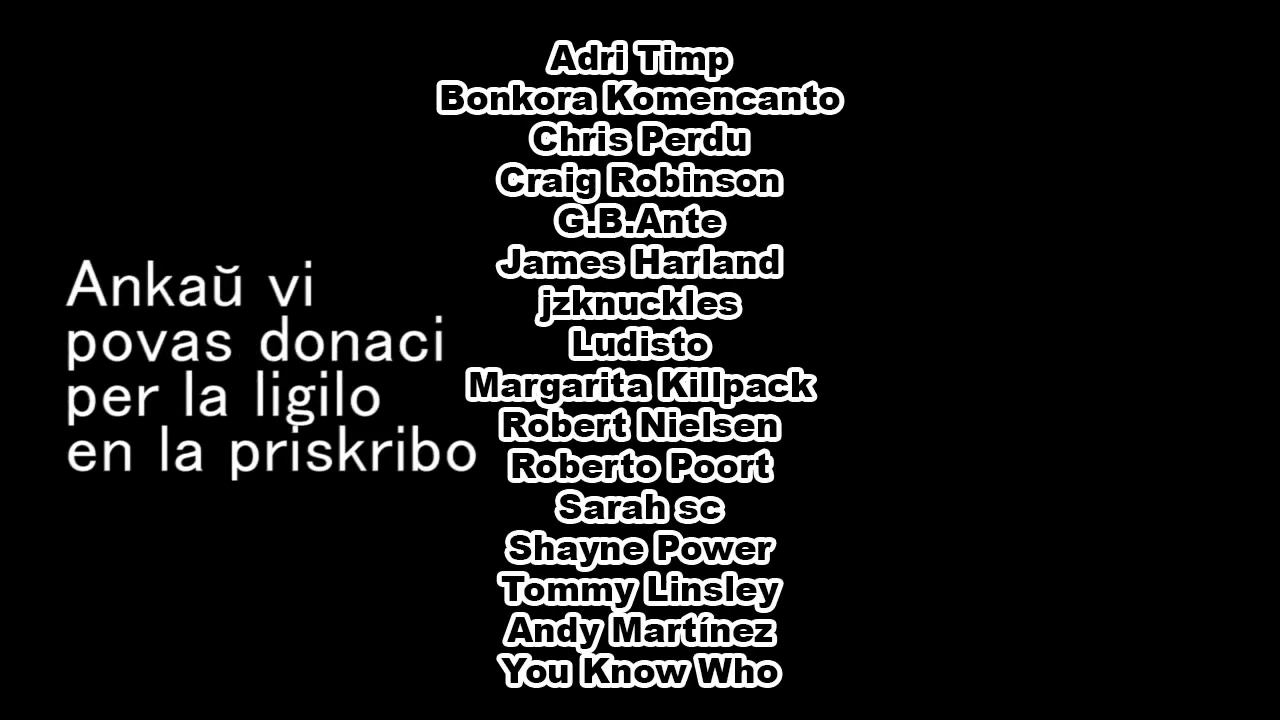 Adri Timp
Bonkora Komencanto
Chris Perdu
Craig Robinson
G.B.Ante
James Harland
jzknuckles
Ludisto
Margarita Killpack
Robert Nielsen
Roberto Poort
Sarah sc
Shayne Power
Tommy Linsley
Andy Martínez
You Know Who
Ankaŭ vi
povas donaci
per la ligilo
en la priskribo